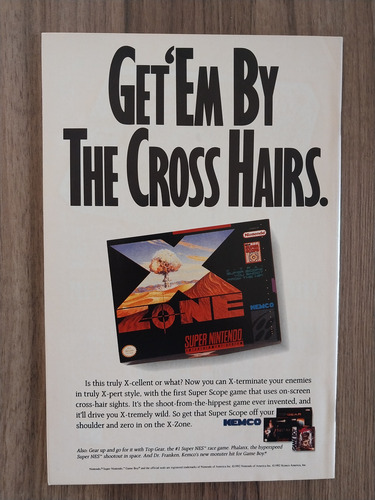 GET 'EM BY
THE CROSS HAIRS.
Nintendo
X
ZONE
KEMCO
SUPER NINTENDO
Is this truly X-cellent or what? Now you can X-terminate your enemies
in truly X-pert style, with the first Super Scope game that uses on-screen
cross-hair sights. It's the shoot-from-the-hippest game ever invented, and
it'll drive you X-tremely wild. So get that Super Scope off your
shoulder and zero in on the X-Zone.
KEMCO
Also: Gear up and go for it with Top Gear, the #1 Super NES race game. Phalanx, the hyperspeed
Super NES shootout in space. And Dr. Franken, Kemco's new monster hit for Game Boy.